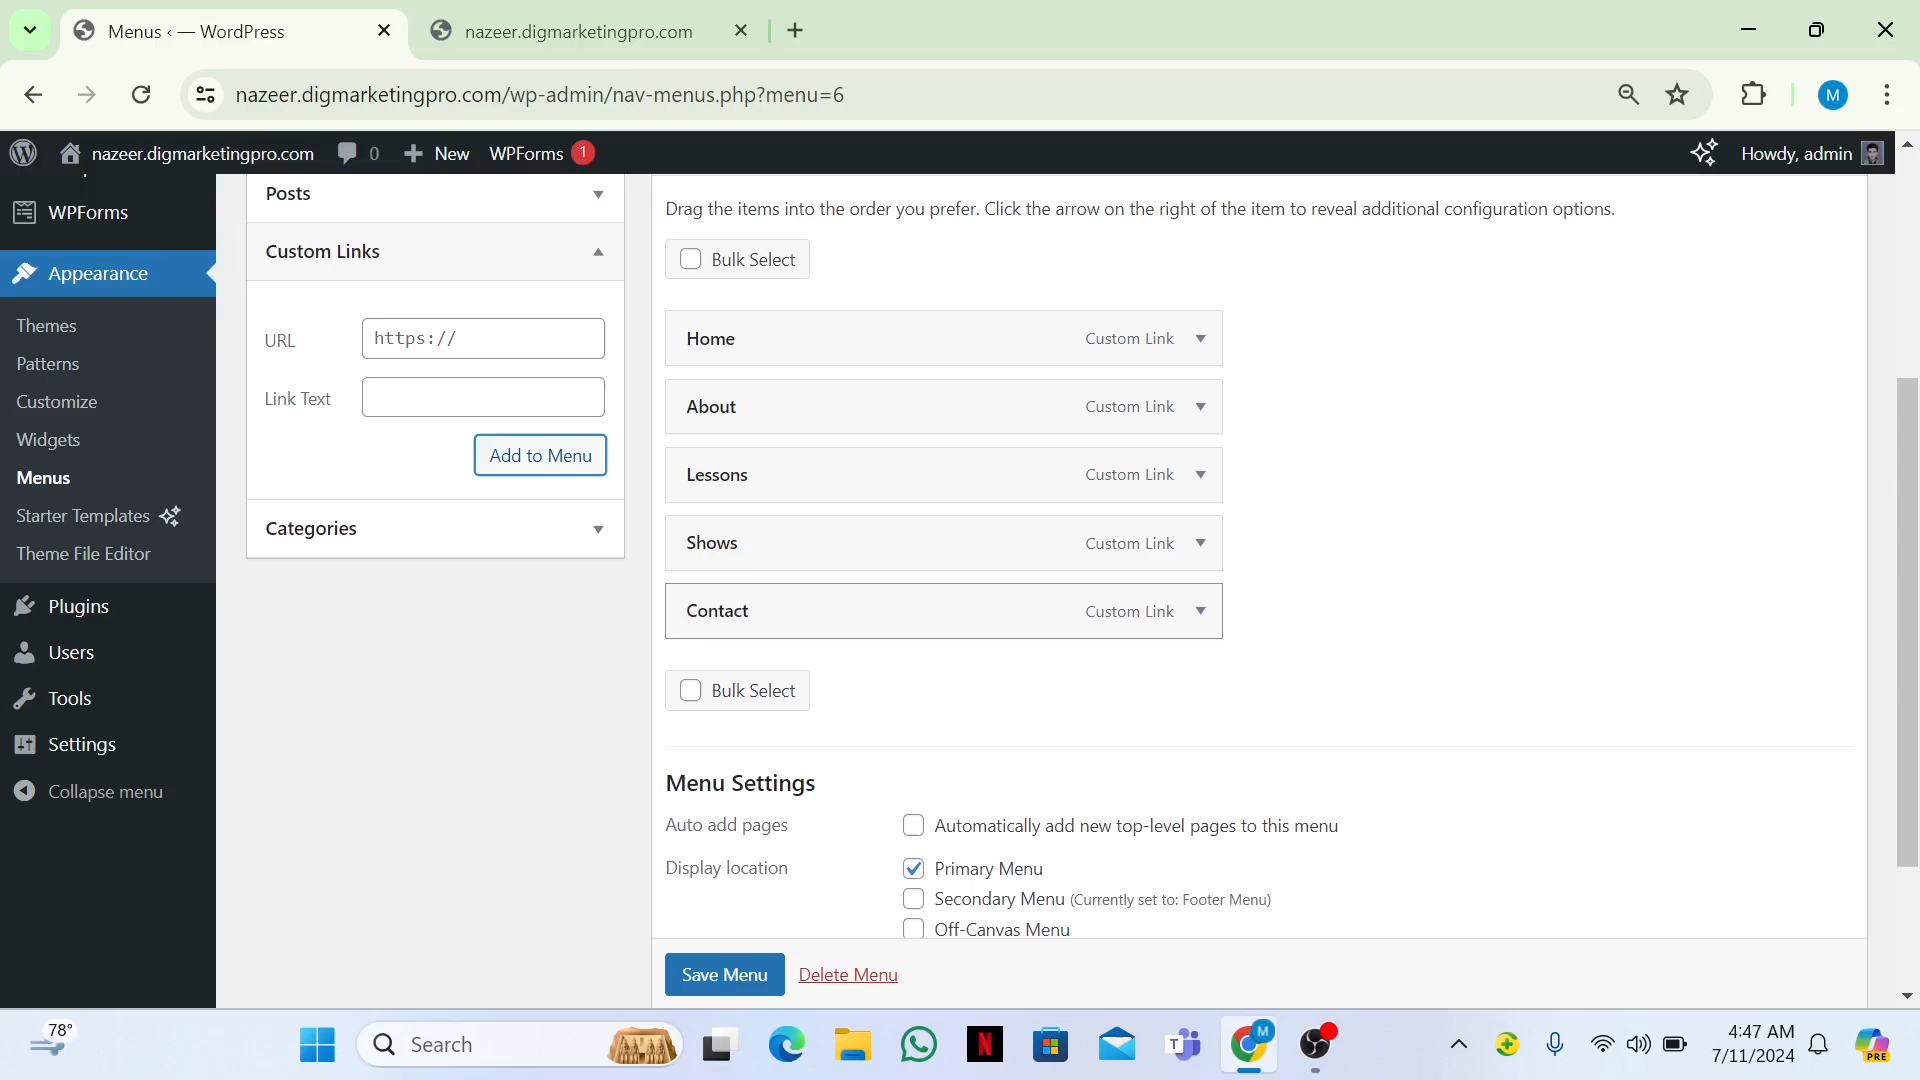 Menus ‹ — WordPress
nazeer.digmarketingpro.com
nazeer.digmarketingpro.com/wp-admin/nav-menus.php?menu=6
M
nazeer.digmarketingpro.com
0
New
WPForms 1
Howdy, admin
WPForms
Appearance
Themes
Patterns
Customize
Widgets
Menus
Starter Templates
Theme File Editor
Plugins
Users
Tools
Settings
Collapse menu
Posts
Custom Links
URL
https://
Link Text
Add to Menu
Categories
Drag the items into the order you prefer. Click the arrow on the right of the item to reveal additional configuration options.
Bulk Select
Home Custom Link
About Custom Link
Lessons Custom Link
Shows Custom Link
Contact Custom Link
Bulk Select
Menu Settings
Auto add pages
Automatically add new top-level pages to this menu
Display location
Primary Menu
Secondary Menu (Currently set to: Footer Menu)
Off-Canvas Menu
Save Menu
Delete Menu
78°
Search
N
M
T
4:47 AM
7/11/2024
PRE